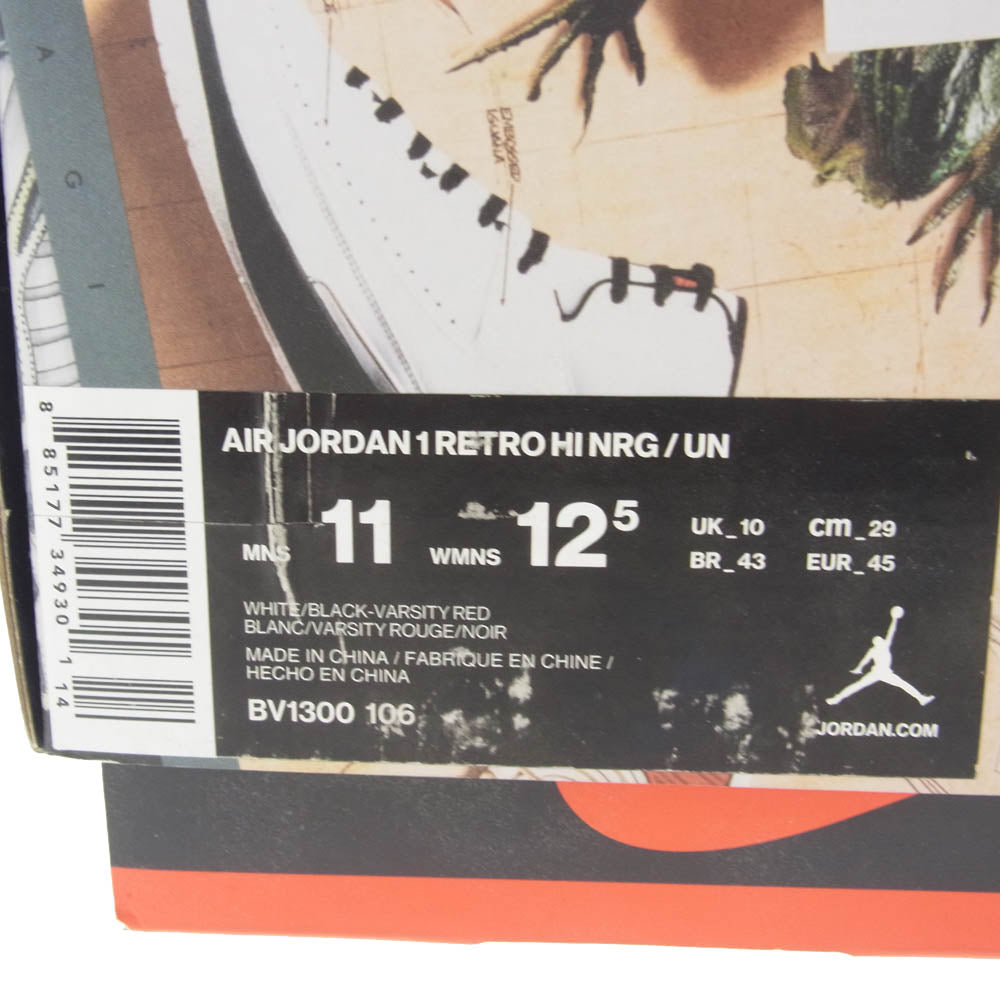 A G I
EMBOSSED
AIR JORDAN 1 RETRO HI NRG / UN
MNS 11 WMNS 12 5 UK_10 cm_29
BR_43 EUR_45
WHITE/BLACK-VARSITY RED
BLANC/VARSITY ROUGE/NOIR
MADE IN CHINA / FABRIQUE EN CHINE /
HECHO EN CHINA
BV1300 106
JORDAN.COM
8 85177 34930 1 14